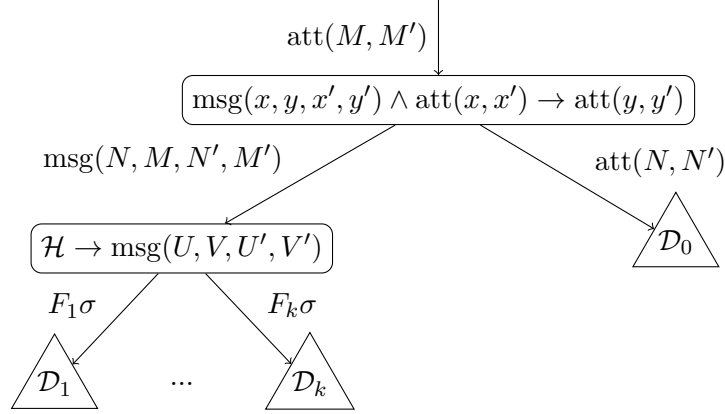 att(M, M′)
msg(x, y, x′, y′) ∧ att(x, x′) → att(y, y′)
msg(N, M, N′, M′)
att(N, N′)
ℋ → msg(U, V, U′, V′)
𝒟₀
F₁σ
Fₖσ
𝒟₁
...
𝒟ₖ